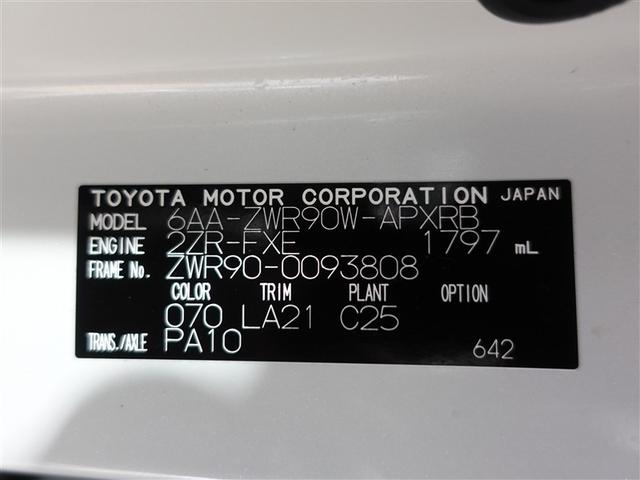 TOYOTA MOTOR CORPORATION JAPAN
MODEL 6AA-ZWR90W-APXRB
ENGINE 2ZR-FXE 1797 mL
FRAME No. ZWR90-0093808
COLOR TRIM PLANT OPTION
070 LA21 C25
TRANS./AXLE PA10 642